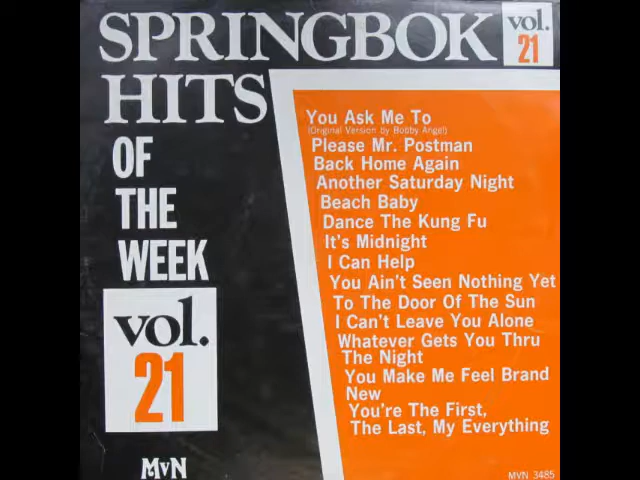 SPRINGBOK
vol.
21
HITS
OF
THE
WEEK
vol.
21
MvN
You Ask Me To
(Original Version by Bobby Angel)
Please Mr. Postman
Back Home Again
Another Saturday Night
Beach Baby
Dance The Kung Fu
It's Midnight
I Can Help
You Ain't Seen Nothing Yet
To The Door Of The Sun
I Can't Leave You Alone
Whatever Gets You Thru
The Night
You Make Me Feel Brand
New
You're The First,
The Last, My Everything
MVN 3485